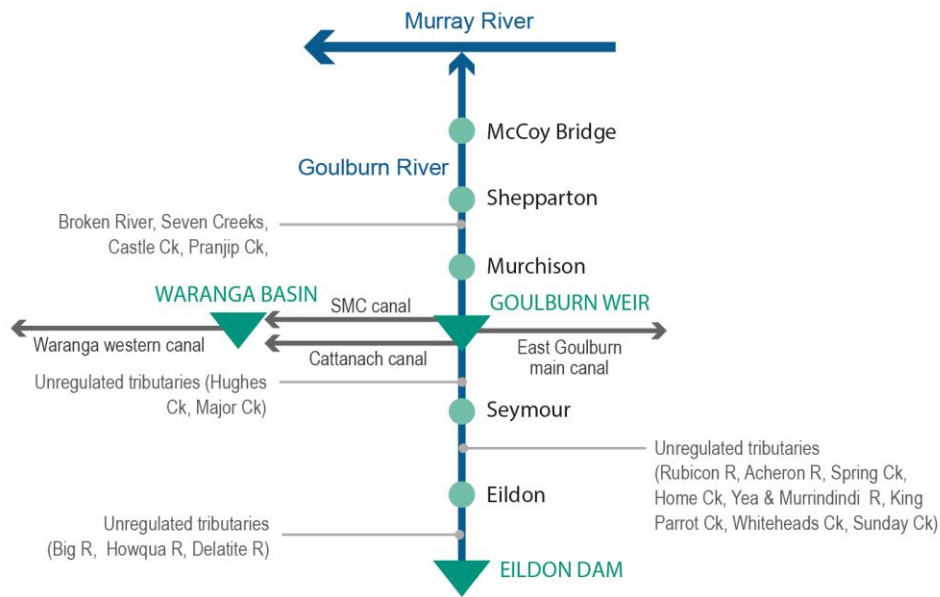 Murray River
McCoy Bridge
Goulburn River
Shepparton
Broken River, Seven Creeks,
Castle Ck, Pranjip Ck,
Murchison
WARANGA BASIN
SMC canal
GOULBURN WEIR
Waranga western canal
Cattanach canal
East Goulburn
main canal
Unregulated tributaries (Hughes
Ck, Major Ck)
Seymour
Unregulated tributaries
(Rubicon R, Acheron R, Spring Ck,
Home Ck, Yea & Murrindindi R, King
Parrot Ck, Whiteheads Ck, Sunday Ck)
Eildon
Unregulated tributaries
(Big R, Howqua R, Delatite R)
EILDON DAM